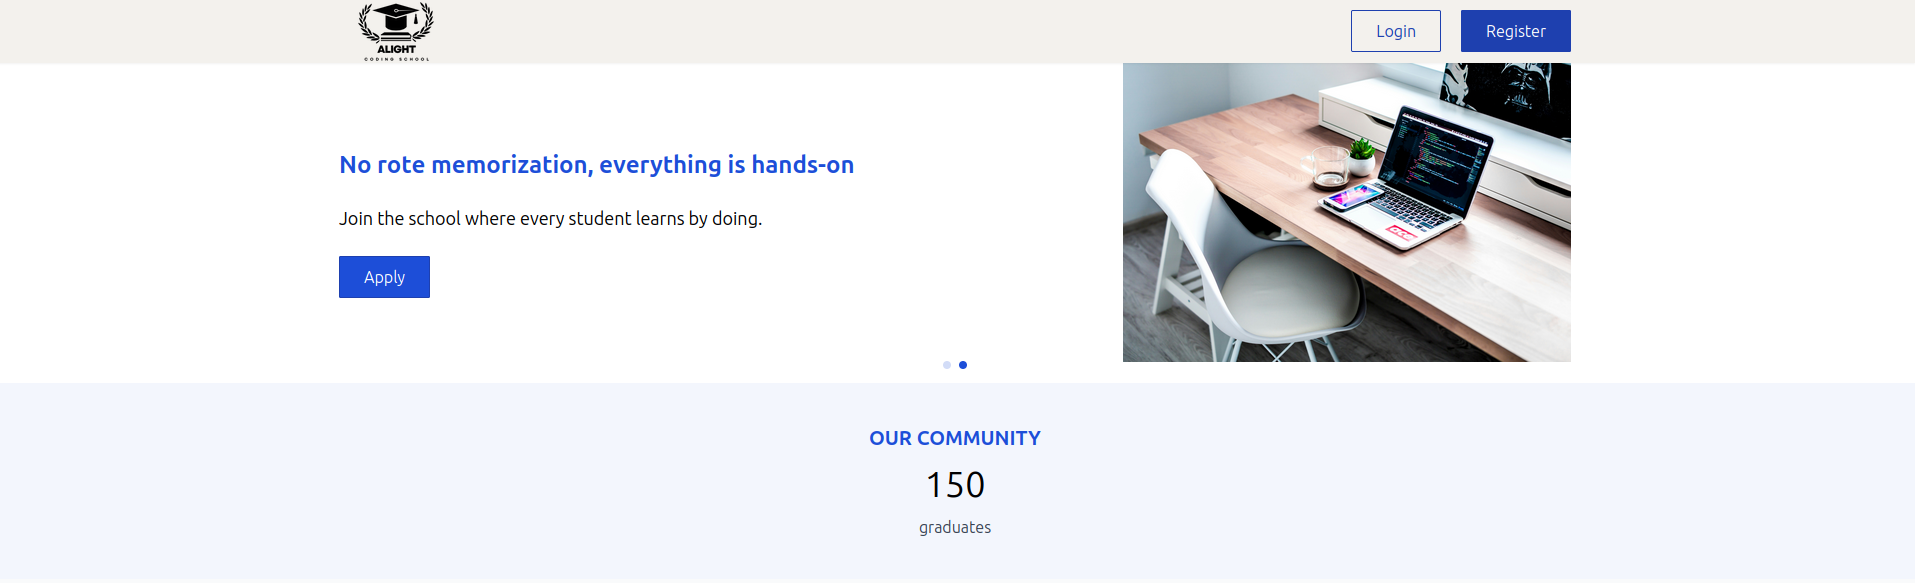 ALIGHT
CODING SCHOOL
Login
Register
No rote memorization, everything is hands-on
Join the school where every student learns by doing.
Apply
OUR COMMUNITY
150
graduates